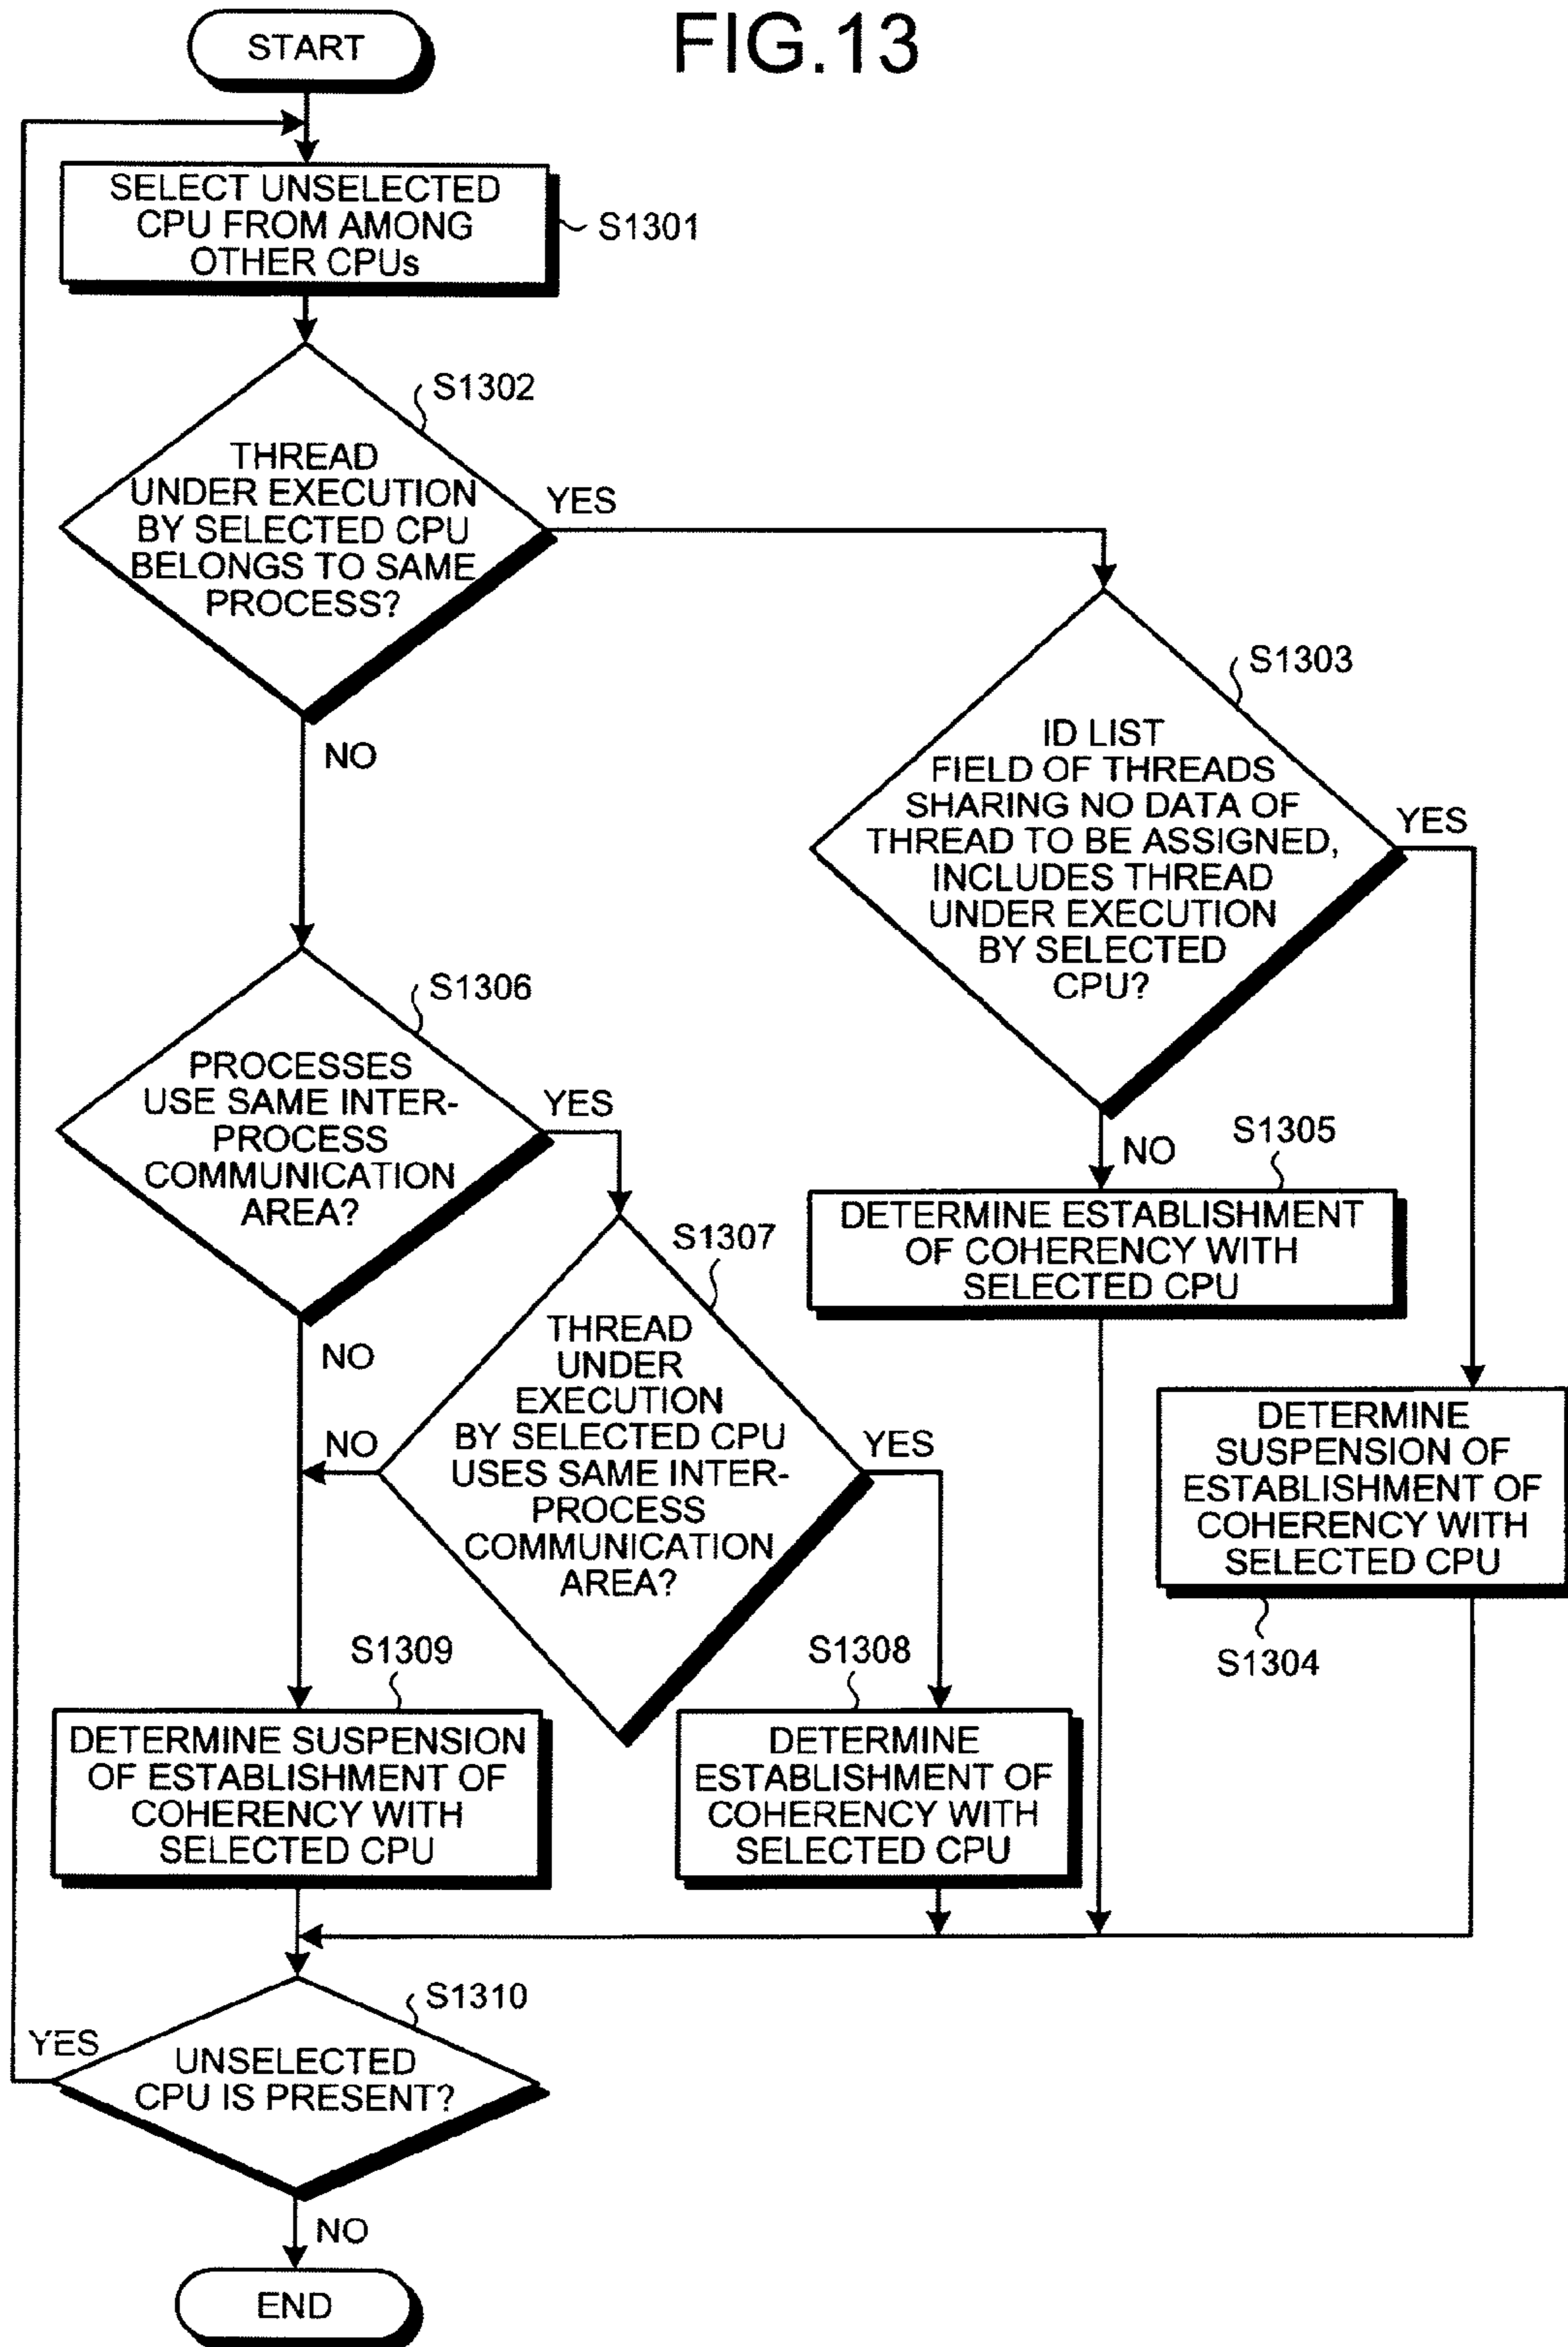 FIG.13
START
SELECT UNSELECTED
CPU FROM AMONG
OTHER CPUs
S1301
S1302
THREAD
UNDER EXECUTION
BY SELECTED CPU
BELONGS TO SAME
PROCESS?
YES
NO
S1303
ID LIST
FIELD OF THREADS
SHARING NO DATA OF
THREAD TO BE ASSIGNED,
INCLUDES THREAD
UNDER EXECUTION
BY SELECTED
CPU?
YES
NO
S1305
DETERMINE ESTABLISHMENT
OF COHERENCY WITH
SELECTED CPU
DETERMINE
SUSPENSION OF
ESTABLISHMENT OF
COHERENCY WITH
SELECTED CPU
S1304
S1306
PROCESSES
USE SAME INTER-
PROCESS
COMMUNICATION
AREA?
YES
NO
S1307
THREAD
UNDER
EXECUTION
BY SELECTED CPU
USES SAME INTER-
PROCESS
COMMUNICATION
AREA?
NO
YES
S1309
DETERMINE SUSPENSION
OF ESTABLISHMENT OF
COHERENCY WITH
SELECTED CPU
S1308
DETERMINE
ESTABLISHMENT OF
COHERENCY WITH
SELECTED CPU
S1310
YES
UNSELECTED
CPU IS PRESENT?
NO
END